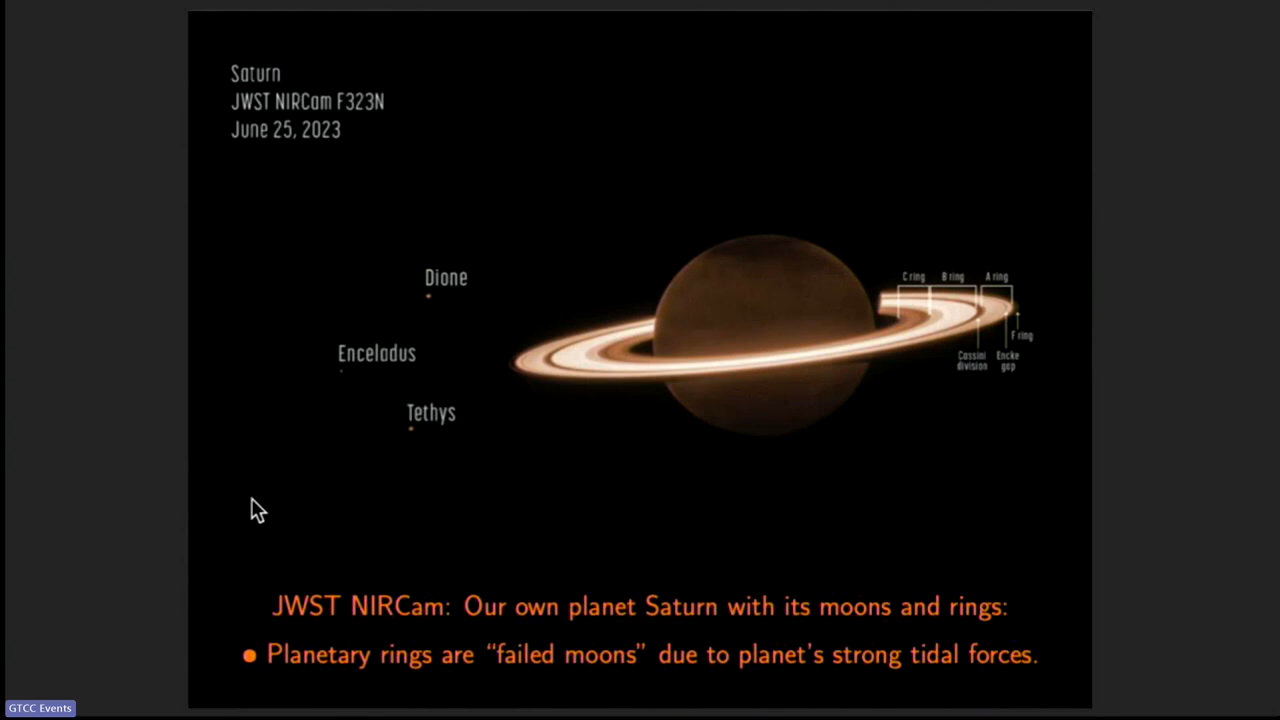 Saturn
JWST NIRCam F323N
June 25, 2023
Dione
C ring
B ring
A ring
F ring
Enceladus
Cassini
division
Encke
gap
Tethys
JWST NIRCam: Our own planet Saturn with its moons and rings:
● Planetary rings are “failed moons” due to planet’s strong tidal forces.
GTCC Events